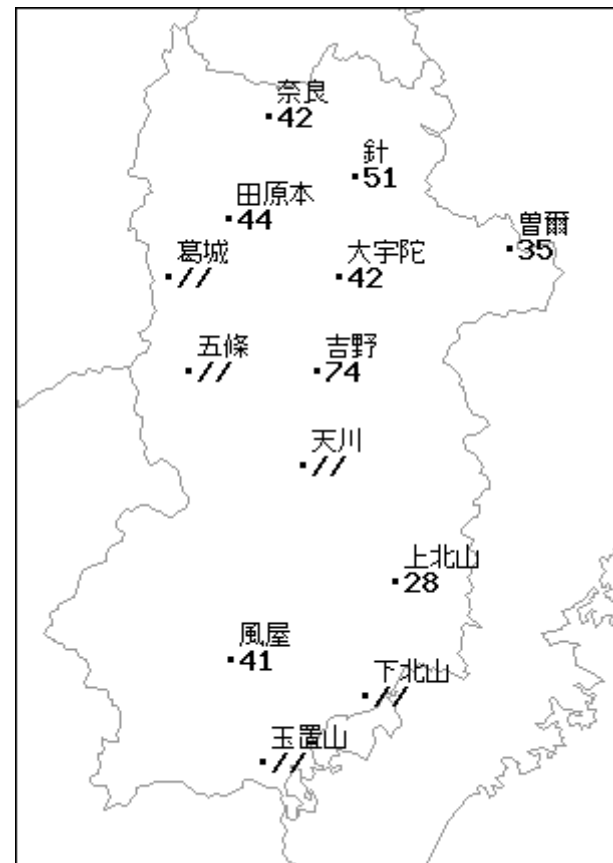 奈良
42
針
51
田原本
44
曽爾
35
葛城
//
大宇陀
42
五條
//
吉野
74
天川
//
上北山
28
風屋
41
下北山
//
玉置山
//